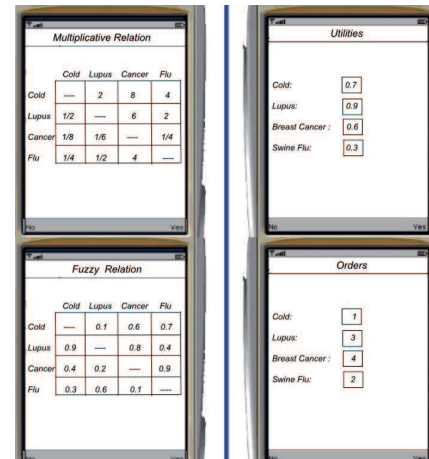 Multiplicative Relation
Cold Lupus Cancer Flu
Cold ---- 2 8 4
Lupus 1/2 ---- 6 2
Cancer 1/8 1/6 ---- 1/4
Flu 1/4 1/2 4 ----
No Yes
Utilities
Cold: 0.7
Lupus: 0.9
Breast Cancer : 0.6
Swine Flu: 0.3
No Yes
Fuzzy Relation
Cold Lupus Cancer Flu
Cold ---- 0.1 0.6 0.7
Lupus 0.9 ---- 0.8 0.4
Cancer 0.4 0.2 ---- 0.9
Flu 0.3 0.6 0.1 ----
Orders
Cold: 1
Lupus: 3
Breast Cancer : 4
Swine Flu: 2